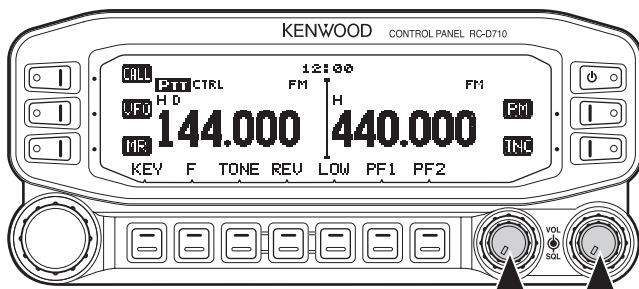 KENWOOD CONTROL PANEL RC-D710
12:00
CALL PTT CTRL FM FM
VFO H D H PM
144.000 440.000
MR TNC
KEY F TONE REV LOW PF1 PF2
VOL
SQL